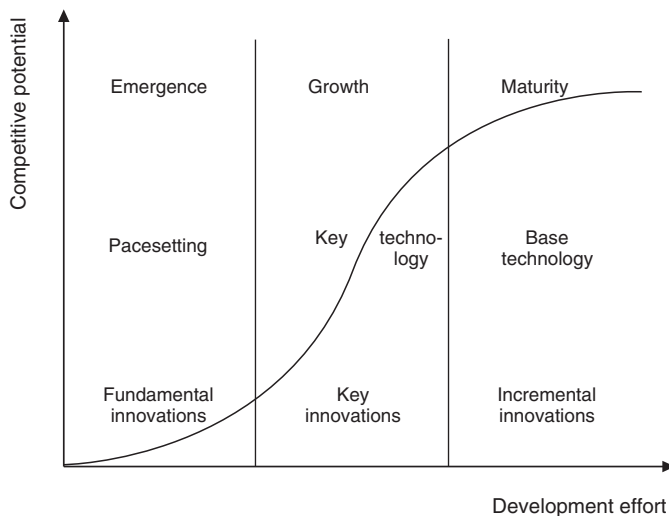 Competitive potential
Emergence
Growth
Maturity
Pacesetting
Key techno-
logy
Base
technology
Fundamental
innovations
Key
innovations
Incremental
innovations
Development effort